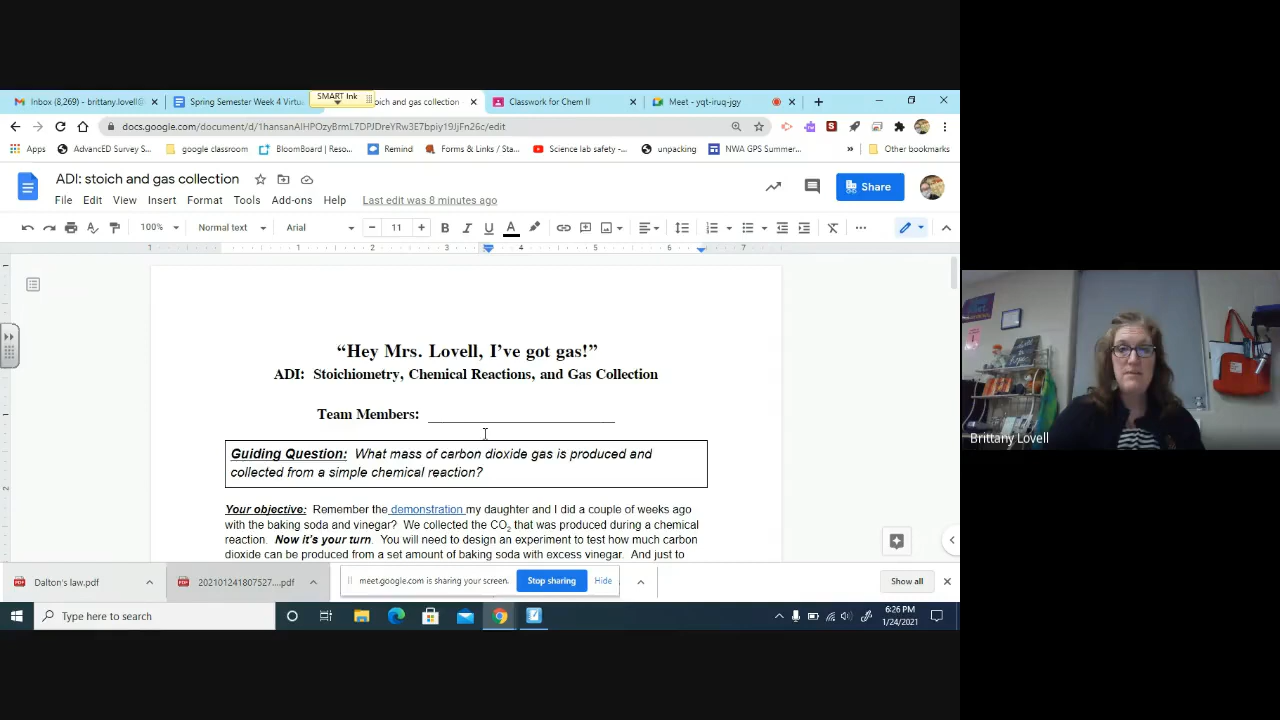 Inbox (8,269) - brittany.lovell@
Spring Semester Week 4 Virtu
SMART Ink
oich and gas collection
Classwork for Chem II
Meet - yqt-iruq-jgy
Apps
AdvancED Survey S...
google classroom
BloomBoard | Reso...
Remind
Forms & Links / Sta...
Science lab safety -...
unpacking
NWA GPS Summer...
Other bookmarks
ADI: stoich and gas collection
Share
File Edit View Insert Format Tools Add-ons Help Last edit was 8 minutes ago
100% Normal text Arial 11
“Hey Mrs. Lovell, I’ve got gas!”
ADI: Stoichiometry, Chemical Reactions, and Gas Collection
Team Members:
Guiding Question: What mass of carbon dioxide gas is produced and
collected from a simple chemical reaction?
Your objective: Remember the demonstration my daughter and I did a couple of weeks ago
with the baking soda and vinegar? We collected the CO2 that was produced during a chemical
reaction. Now it's your turn. You will need to design an experiment to test how much carbon
dioxide can be produced from a set amount of baking soda with excess vinegar. And just to
Brittany Lovell
Dalton's law.pdf
202101241807527....pdf
meet.google.com is sharing your screen.
Stop sharing
Hide
Show all
Type here to search
6:26 PM
1/24/2021